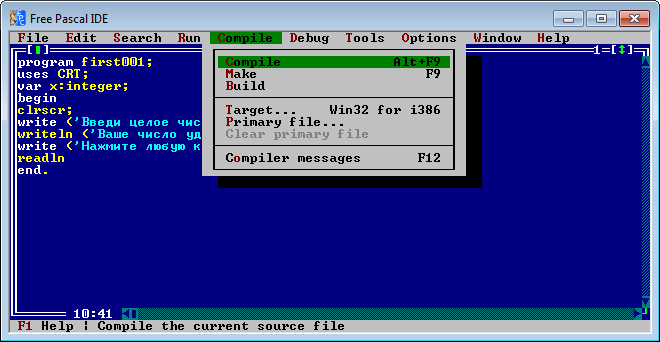 Free Pascal IDE
File Edit Search Run Compile Debug Tools Options Window Help
1
program first001;
uses CRT;
var x:integer;
begin
clrscr;
write ('Введи целое чис
writeln ('Ваше число уд
write ('Нажмите любую к
readln
end.
Compile Alt+F9
Make F9
Build
Target... Win32 for i386
Primary file...
Clear primary file
Compiler messages F12
10:41
F1 Help ¦ Compile the current source file